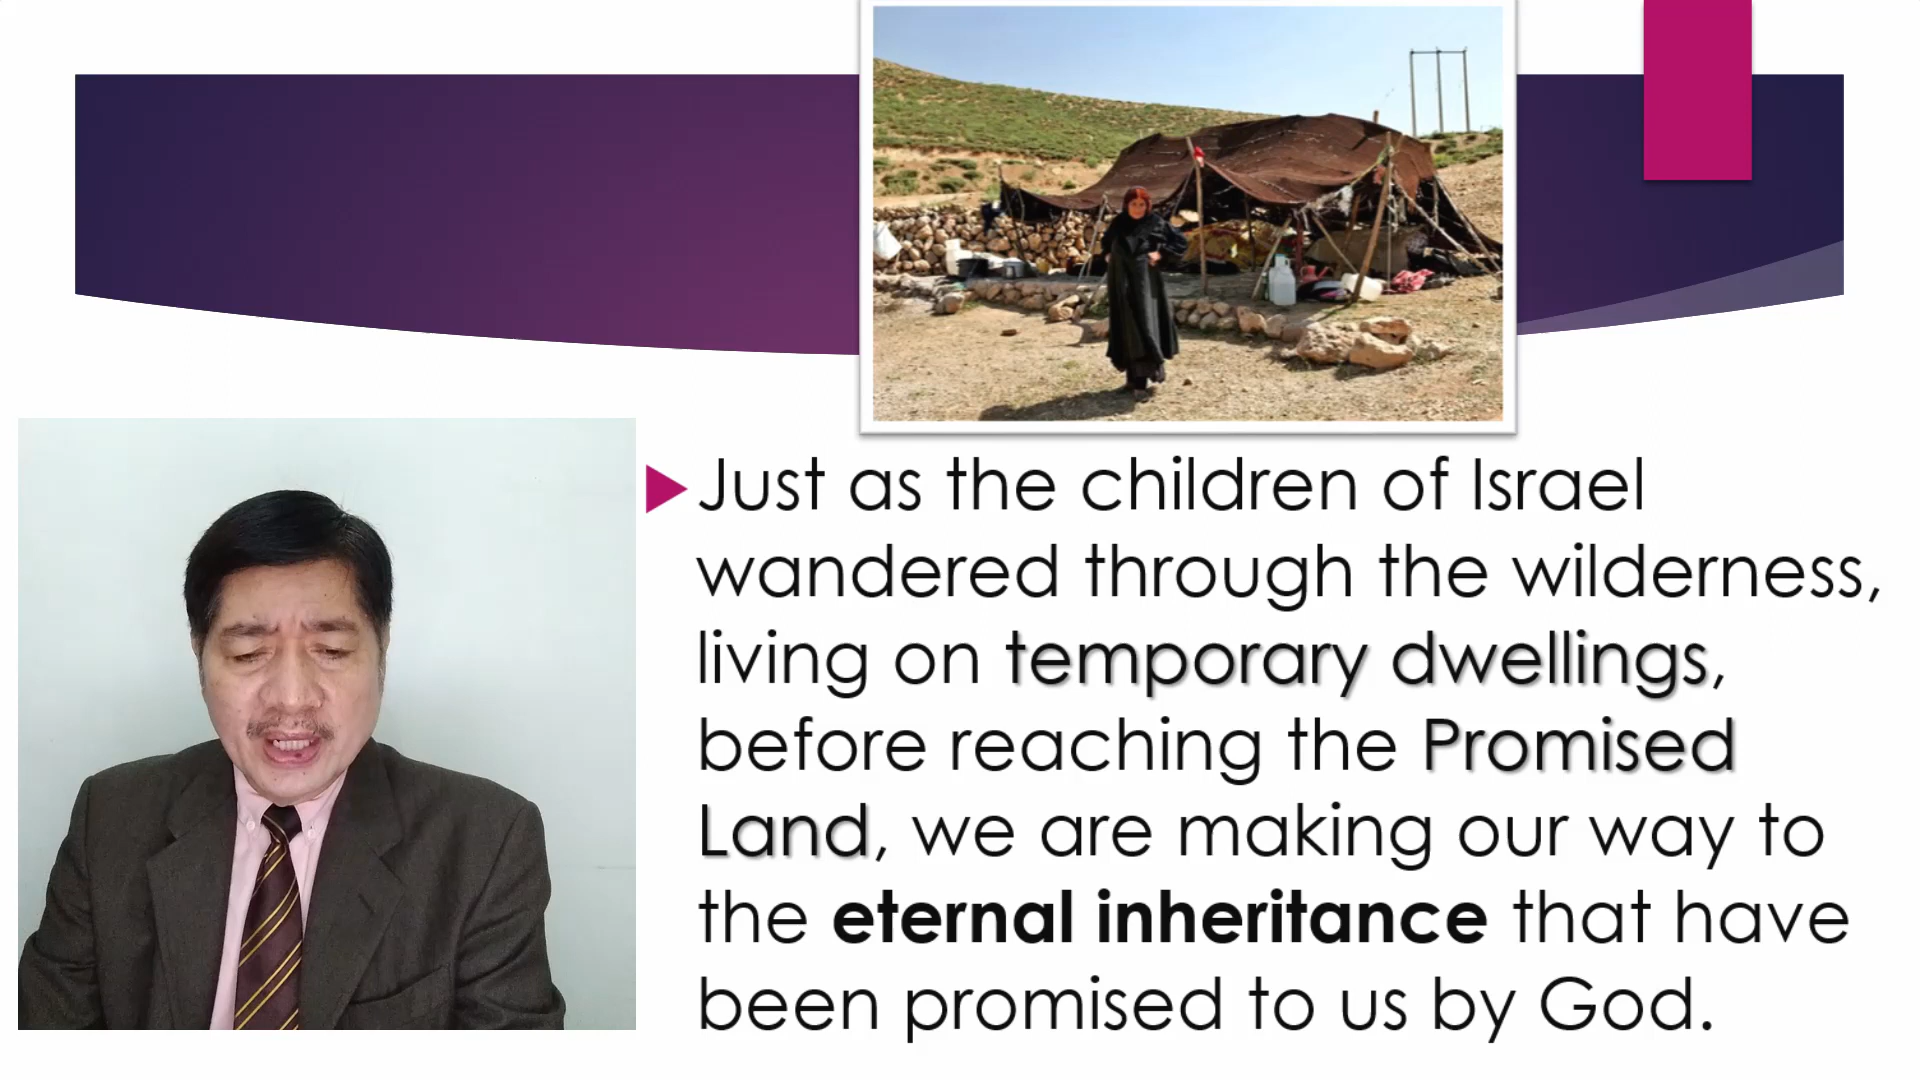 Just as the children of Israel
wandered through the wilderness,
living on temporary dwellings,
before reaching the Promised
Land, we are making our way to
the eternal inheritance that have
been promised to us by God.